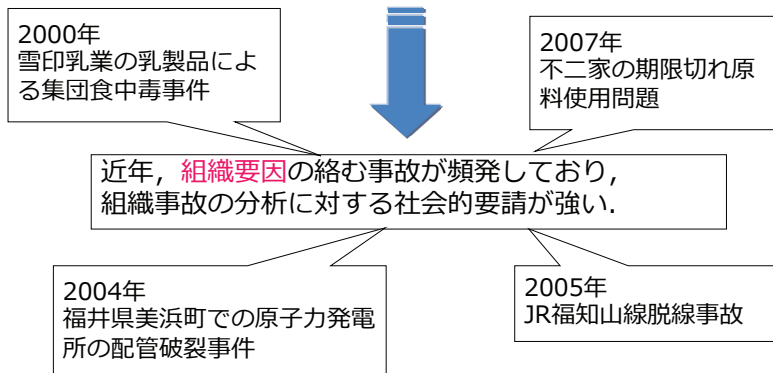 2000年
雪印乳業の乳製品によ
る集団食中毒事件
2007年
不二家の期限切れ原
料使用問題
近年，組織要因の絡む事故が頻発しており，
組織事故の分析に対する社会的要請が強い．
2004年
福井県美浜町での原子力発電
所の配管破裂事件
2005年
JR福知山線脱線事故